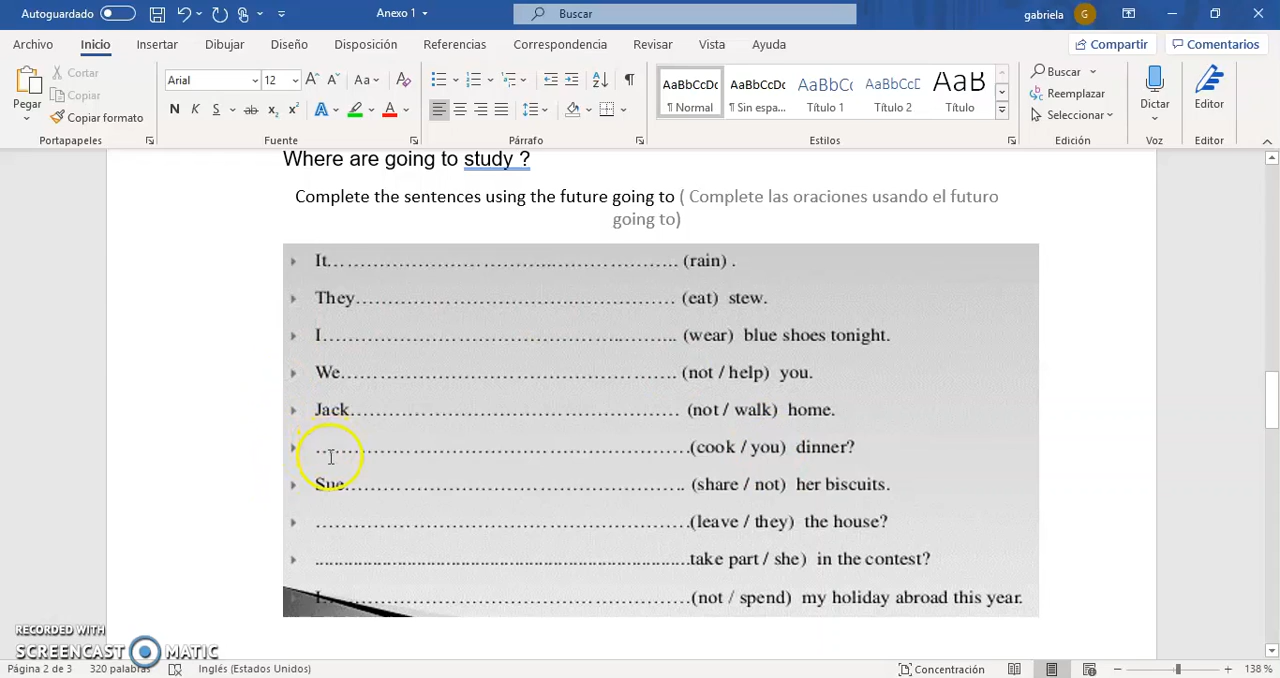 Autoguardado
Anexo 1
Buscar
gabriela
G
Archivo Inicio Insertar Dibujar Diseño Disposición Referencias Correspondencia Revisar Vista Ayuda
Compartir Comentarios
Pegar
Cortar
Copiar
Copiar formato
Portapapeles
Arial 12
Aa
N K S ab x₂ x²
Fuente
Párrafo
AaBbCcDc AaBbCcDc AaBbCc AaBbCcD AaB
¶ Normal ¶ Sin espa... Título 1 Título 2 Título
Estilos
Buscar
Reemplazar
Seleccionar
Edición
Dictar
Voz
Editor
Editor
Where are going to study ?
Complete the sentences using the future going to ( Complete las oraciones usando el futuro
going to)
It……………………………..………………….. (rain) .
They…………………………………………… (eat) stew.
I………………………………………..……... (wear) blue shoes tonight.
We……………………………………………. (not / help) you.
Jack…………………………………………… (not / walk) home.
………………………………………………….(cook / you) dinner?
Sue…………………………………………….. (share / not) her biscuits.
………………………………………………….(leave / they) the house?
....................................................................................take part / she) in the contest?
I……………………………………………….(not / spend) my holiday abroad this year.
RECORDED WITH
SCREENCAST MATIC
Página 2 de 3 320 palabras Inglés (Estados Unidos) Concentración 138 %